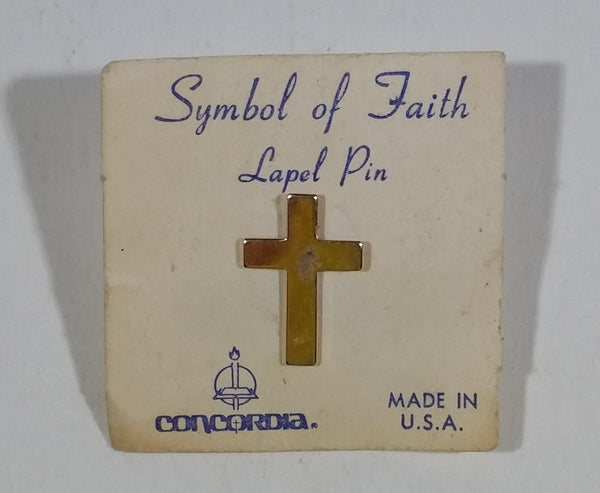 Symbol of Faith
Lapel Pin
CONCORDIA®
MADE IN
U.S.A.